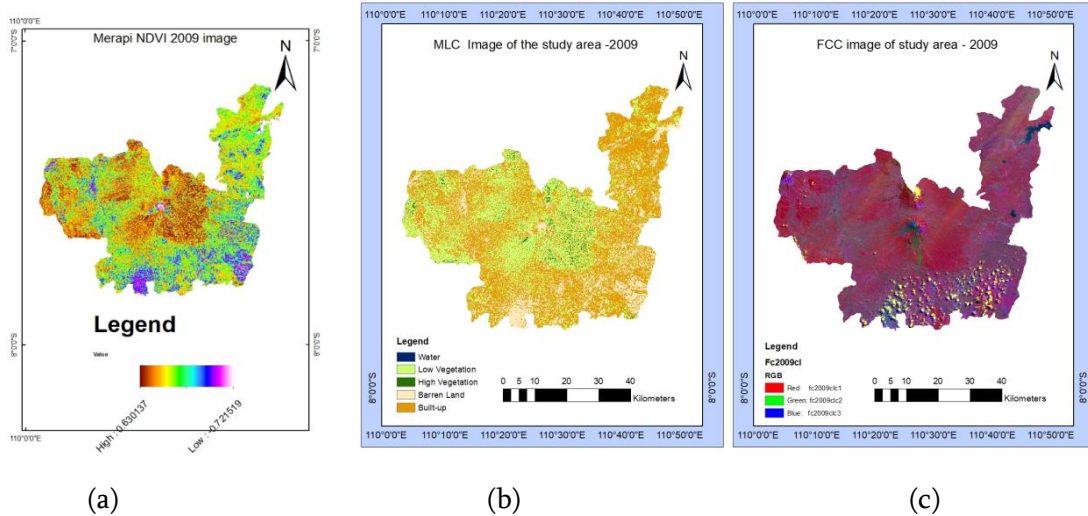 110°0'0"E
7°0'0"S
Merapi NDVI 2009 image
7°0'0"S
N
8°0'0"S
8°0'0"S
Legend
Value
High : 0.630137
Low : -0.721519
110°0'0"E
(a)
110°0'0"E 110°10'0"E 110°20'0"E 110°30'0"E 110°40'0"E 110°50'0"E
MLC Image of the study area -2009
N
Legend
Water
Low Vegetation
High Vegetation
Barren Land
Built-up
0 5 10 20 30 40
Kilometers
8°0'0"S
8°0'0"S
110°0'0"E 110°10'0"E 110°20'0"E 110°30'0"E 110°40'0"E 110°50'0"E
(b)
110°0'0"E 110°10'0"E 110°20'0"E 110°30'0"E 110°40'0"E 110°50'0"E
FCC image of study area - 2009
N
Legend
Fc2009cl
RGB
Red: fc2009clc1
Green: fc2009clc2
Blue: fc2009clc3
0 5 10 20 30 40
Kilometers
8°0'0"S
110°0'0"E 110°10'0"E 110°20'0"E 110°30'0"E 110°40'0"E 110°50'0"E
(c)